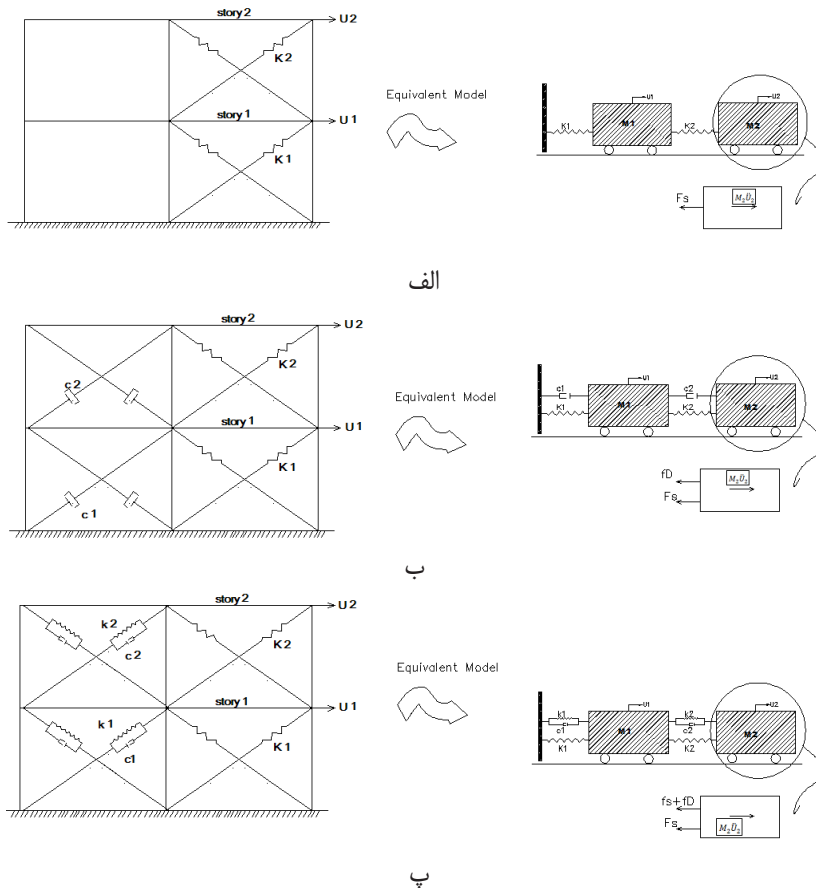 story 2
U2
K2
story 1
U1
K1
Equivalent Model
U1
U2
K1
M1
K2
M2
Fs
M₂Ü₂
الف
story 2
U2
c2
K2
story 1
U1
c1
K1
Equivalent Model
U1
U2
c1
c2
K1
M1
K2
M2
fD
M₂Ü₂
Fs
ب
story 2
U2
k2
K2
c2
story 1
U1
k1
K1
c1
Equivalent Model
U1
U2
k1
k2
c1
c2
K1
M1
K2
M2
fs+fD
Fs
M₂Ü₂
پ